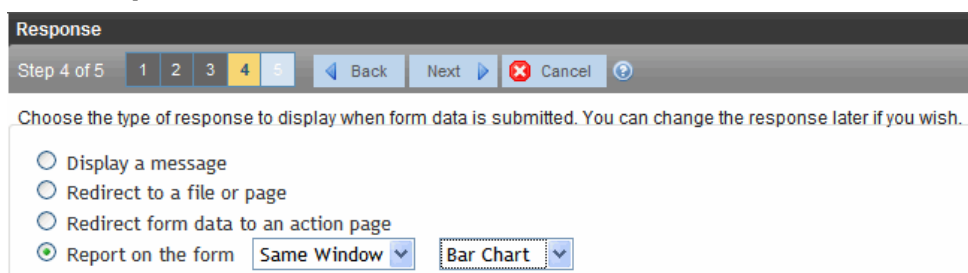 Response
Step 4 of 5 1 2 3 4 5 Back Next Cancel ?
Choose the type of response to display when form data is submitted. You can change the response later if you wish.
Display a message
Redirect to a file or page
Redirect form data to an action page
Report on the form Same Window Bar Chart